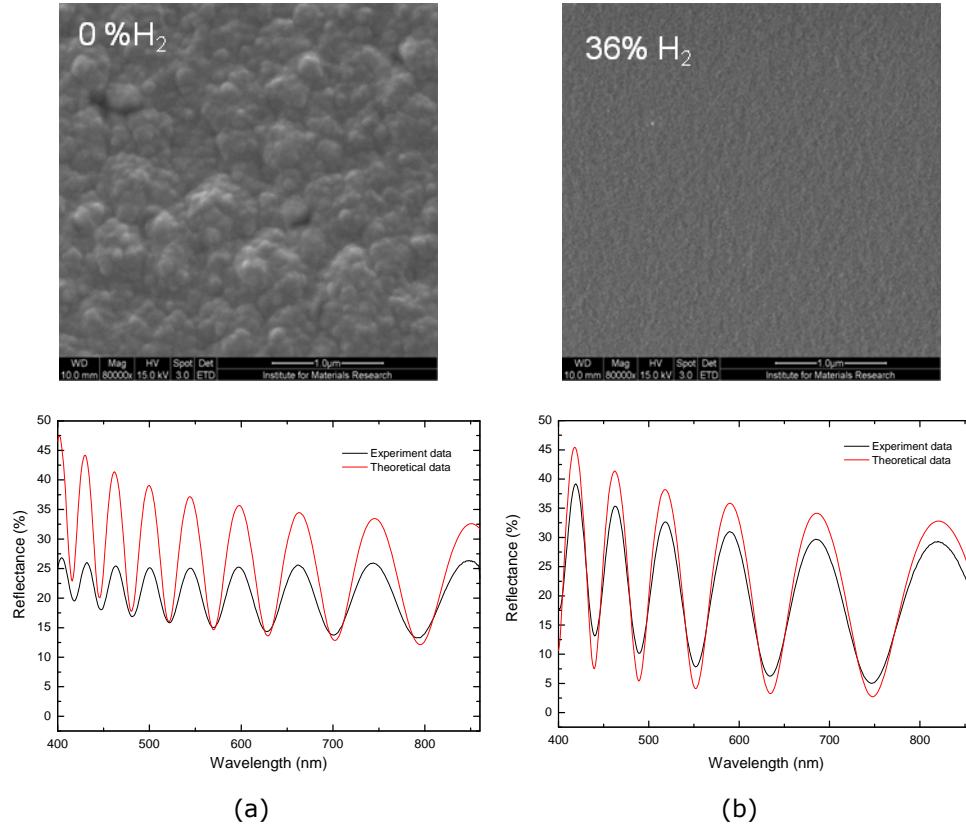 0 %H₂
WD Mag HV Spot Det 1.0µm
10.0 mm 80000x 15.0 kV 3.0 ETD Institute for Materials Research
36% H₂
WD Mag HV Spot Det 1.0µm
10.0 mm 80000x 15.0 kV 3.0 ETD Institute for Materials Research
50
45
40
35
30
25
20
15
10
5
0
Reflectance (%)
Experiment data
Theoretical data
400 500 600 700 800
Wavelength (nm)
(a)
50
45
40
35
30
25
20
15
10
5
0
Reflectance (%)
Experiment data
Theoretical data
400 500 600 700 800
Wavelength (nm)
(b)